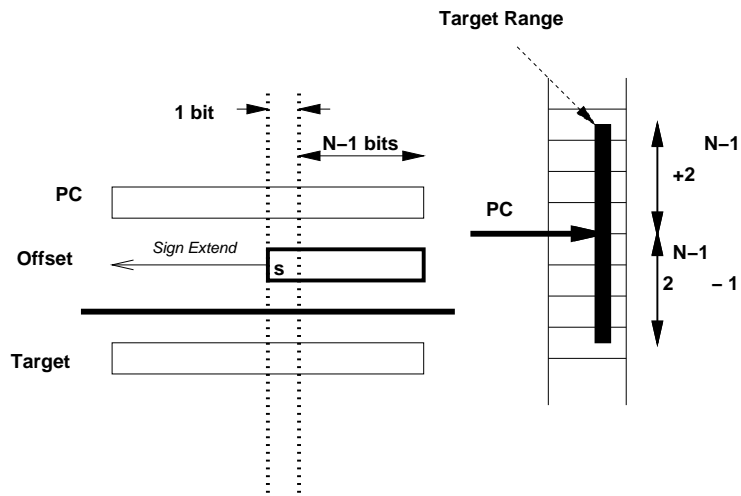 Target Range
1 bit
N−1 bits
N−1
+2
PC
PC
Sign Extend
Offset
s
N−1
2 − 1
Target